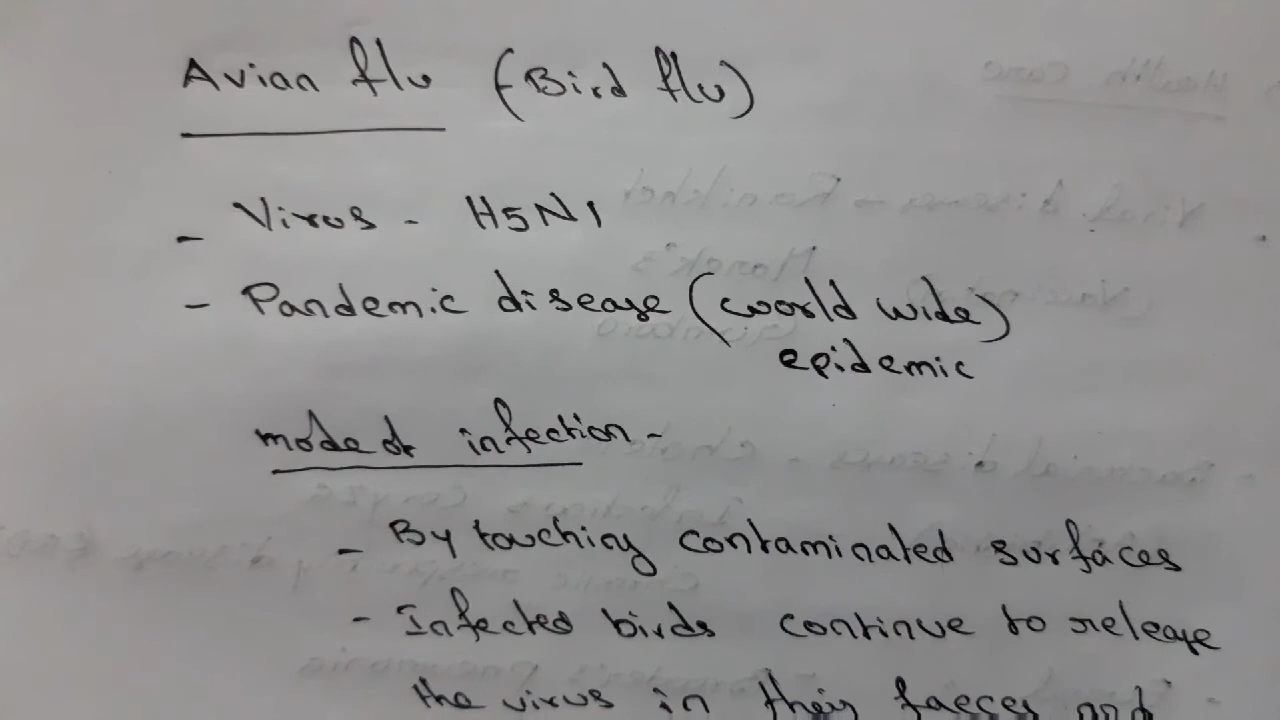 Avian flu (Bird flu)
- Virus - H5N1
- Pandemic disease (world wide)
epidemic
mode of infection -
- By touching contaminated surfaces
- Infected birds continue to release
the virus in their faeces and